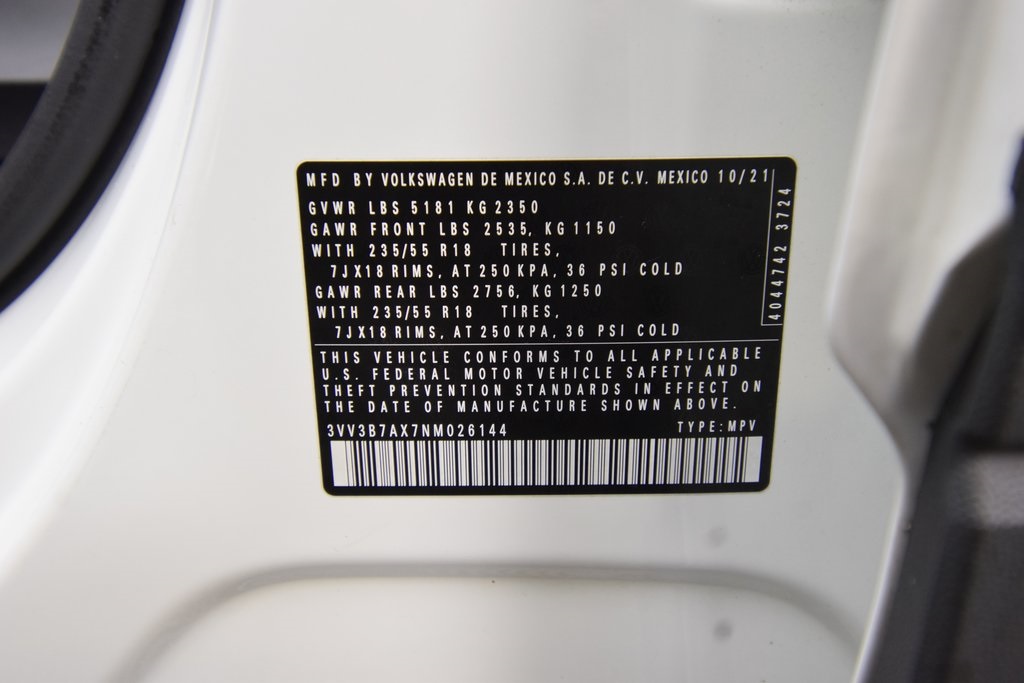 MFD BY VOLKSWAGEN DE MEXICO S.A. DE C.V. MEXICO 10/21
GVWR LBS 5181 KG 2350
GAWR FRONT LBS 2535, KG 1150
WITH 235/55 R18 TIRES,
7JX18 RIMS, AT 250 KPA, 36 PSI COLD
GAWR REAR LBS 2756, KG 1250
WITH 235/55 R18 TIRES,
7JX18 RIMS, AT 250 KPA, 36 PSI COLD
4044742 3724
THIS VEHICLE CONFORMS TO ALL APPLICABLE
U.S. FEDERAL MOTOR VEHICLE SAFETY AND
THEFT PREVENTION STANDARDS IN EFFECT ON
THE DATE OF MANUFACTURE SHOWN ABOVE.
3VV3B7AX7NM026144 TYPE: MPV